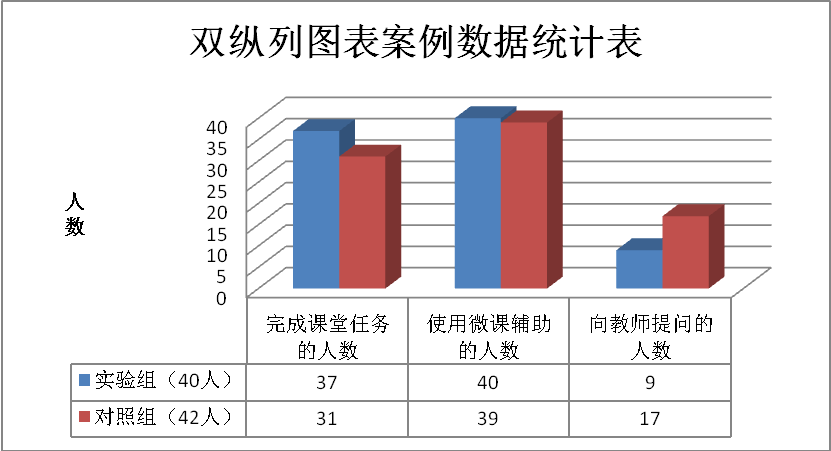 双纵列图表案例数据统计表
人
数
40
35
30
25
20
15
10
5
0
完成课堂任务
的人数
使用微课辅助
的人数
向教师提问的
人数
实验组（40人） 37 40 9
对照组（42人） 31 39 17